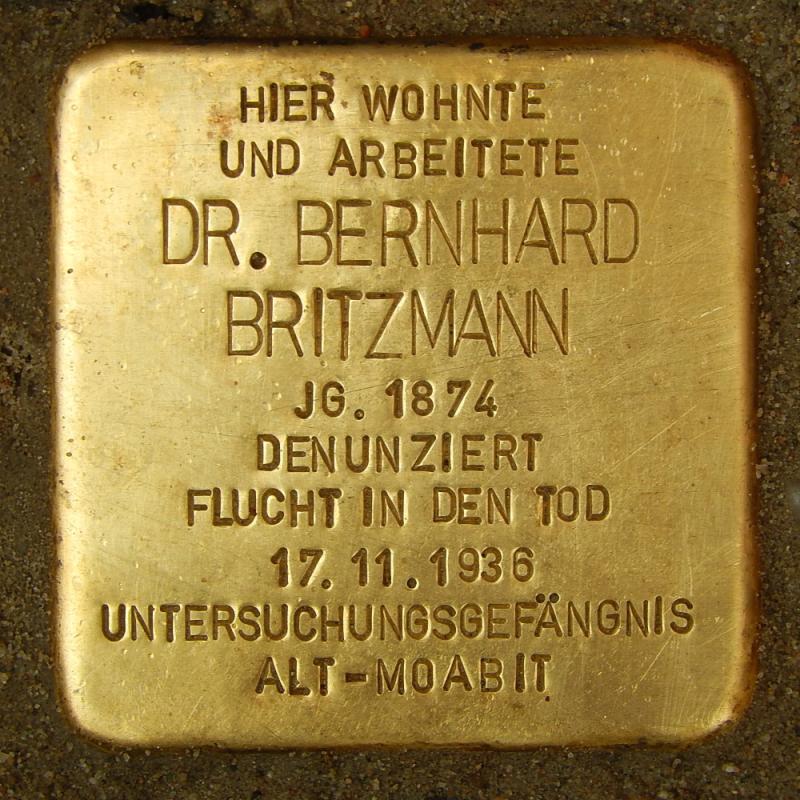 HIER WOHNTE
UND ARBEITETE
DR. BERNHARD
BRITZMANN
JG. 1874
DENUNZIERT
FLUCHT IN DEN TOD
17. 11. 1936
UNTERSUCHUNGSGEFÄNGNIS
ALT-MOABIT